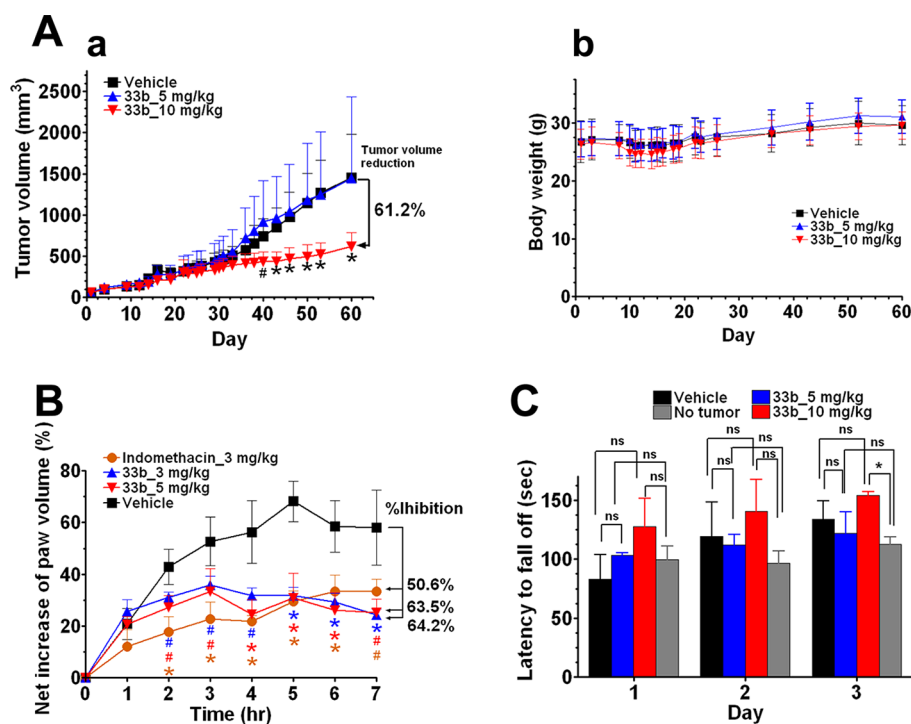 A
a
Vehicle
33b_5 mg/kg
33b_10 mg/kg
Tumor volume (mm3)
2500
2000
1500
1000
500
0
Tumor volume
reduction
61.2%
# * * * * *
0 10 20 30 40 50 60
Day
b
Body weight (g)
40
30
20
10
0
Vehicle
33b_5 mg/kg
33b_10 mg/kg
0 10 20 30 40 50 60
Day
B
Net increase of paw volume (%)
80
60
40
20
0
Indomethacin_3 mg/kg
33b_3 mg/kg
33b_5 mg/kg
Vehicle
%Ihibition
50.6%
63.5%
64.2%
# # # * * *
# # * * * #
* * * * * #
0 1 2 3 4 5 6 7
Time (hr)
C
Vehicle
33b_5 mg/kg
No tumor
33b_10 mg/kg
Latency to fall off (sec)
150
100
50
0
ns ns ns ns
ns ns ns ns
ns ns ns *
1 2 3
Day